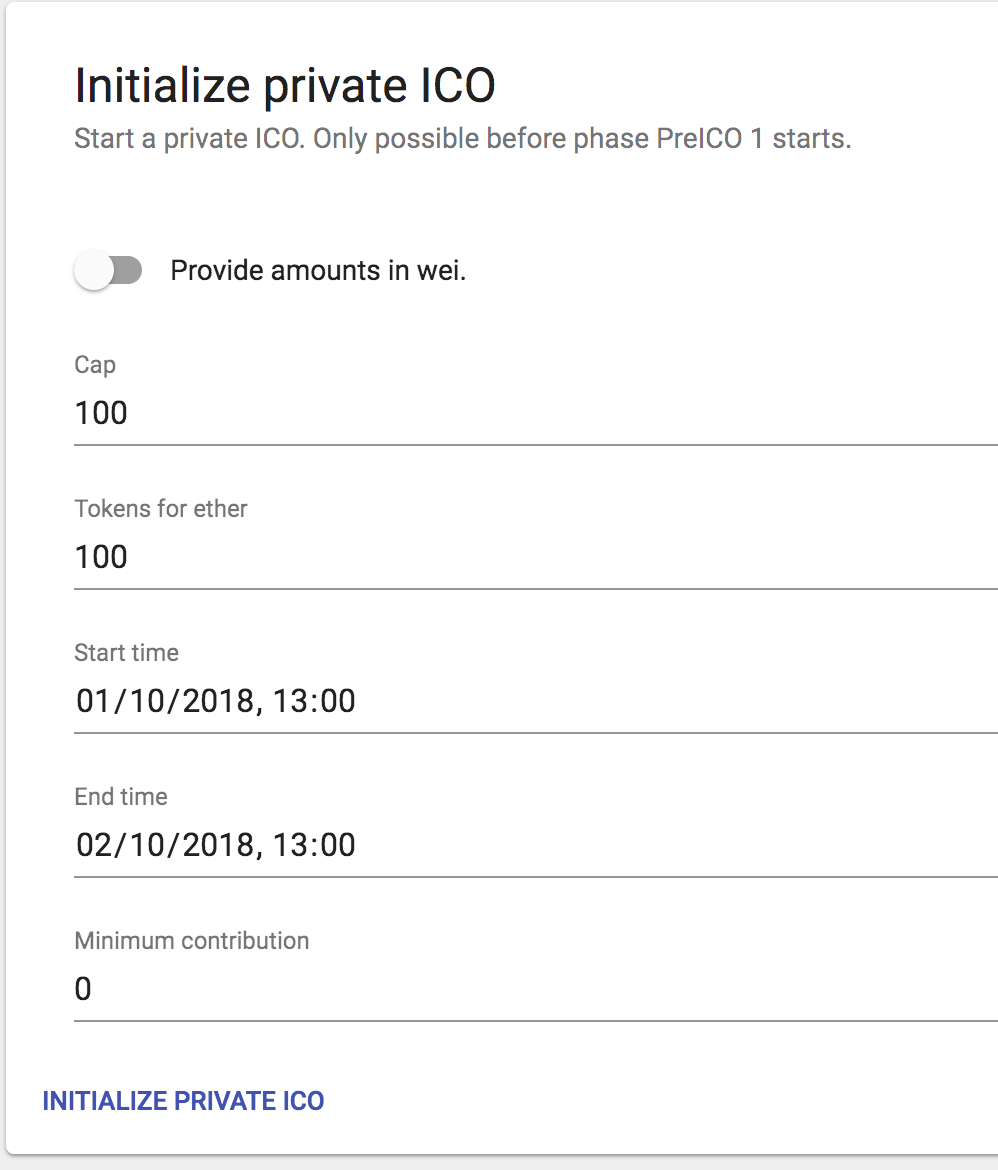 Initialize private ICO
Start a private ICO. Only possible before phase PreICO 1 starts.
Provide amounts in wei.
Cap
100
Tokens for ether
100
Start time
01/10/2018, 13:00
End time
02/10/2018, 13:00
Minimum contribution
0
INITIALIZE PRIVATE ICO